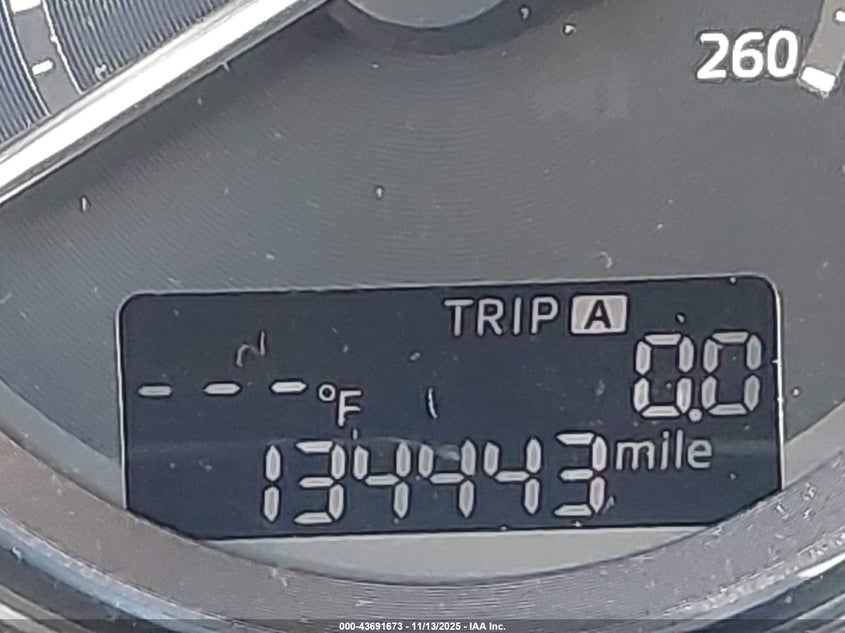 260
TRIP A
0.0
- - - °F
134443 mile
000-43691673 - 11/13/2025 - IAA Inc.